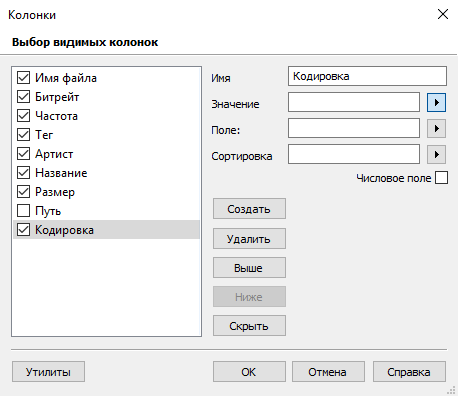 Колонки
Выбор видимых колонок
Имя файла
Битрейт
Частота
Тег
Артист
Название
Размер
Путь
Кодировка
Имя Кодировка
Значение
Поле:
Сортировка
Числовое поле
Создать
Удалить
Выше
Ниже
Скрыть
Утилиты OK Отмена Справка